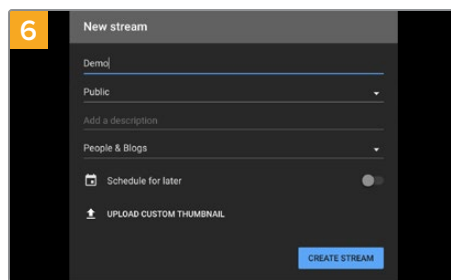 6
New stream
Demo
Public
Add a description
People & Blogs
Schedule for later
UPLOAD CUSTOM THUMBNAIL
CREATE STREAM